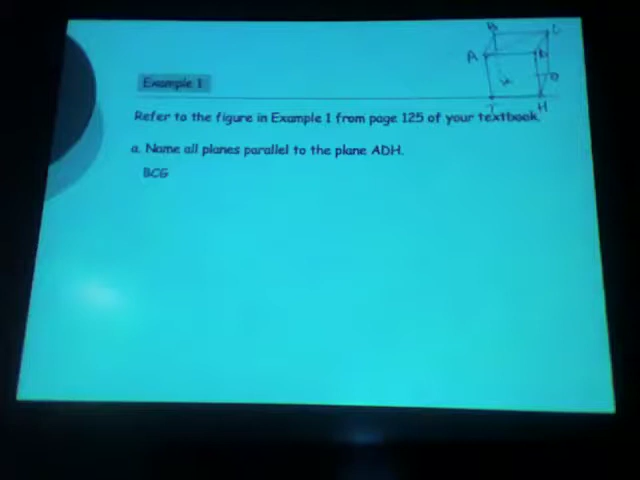 B
A
H
Example 1
Refer to the figure in Example 1 from page 125 of your textbook.
a. Name all planes parallel to the plane ADH.
BCG